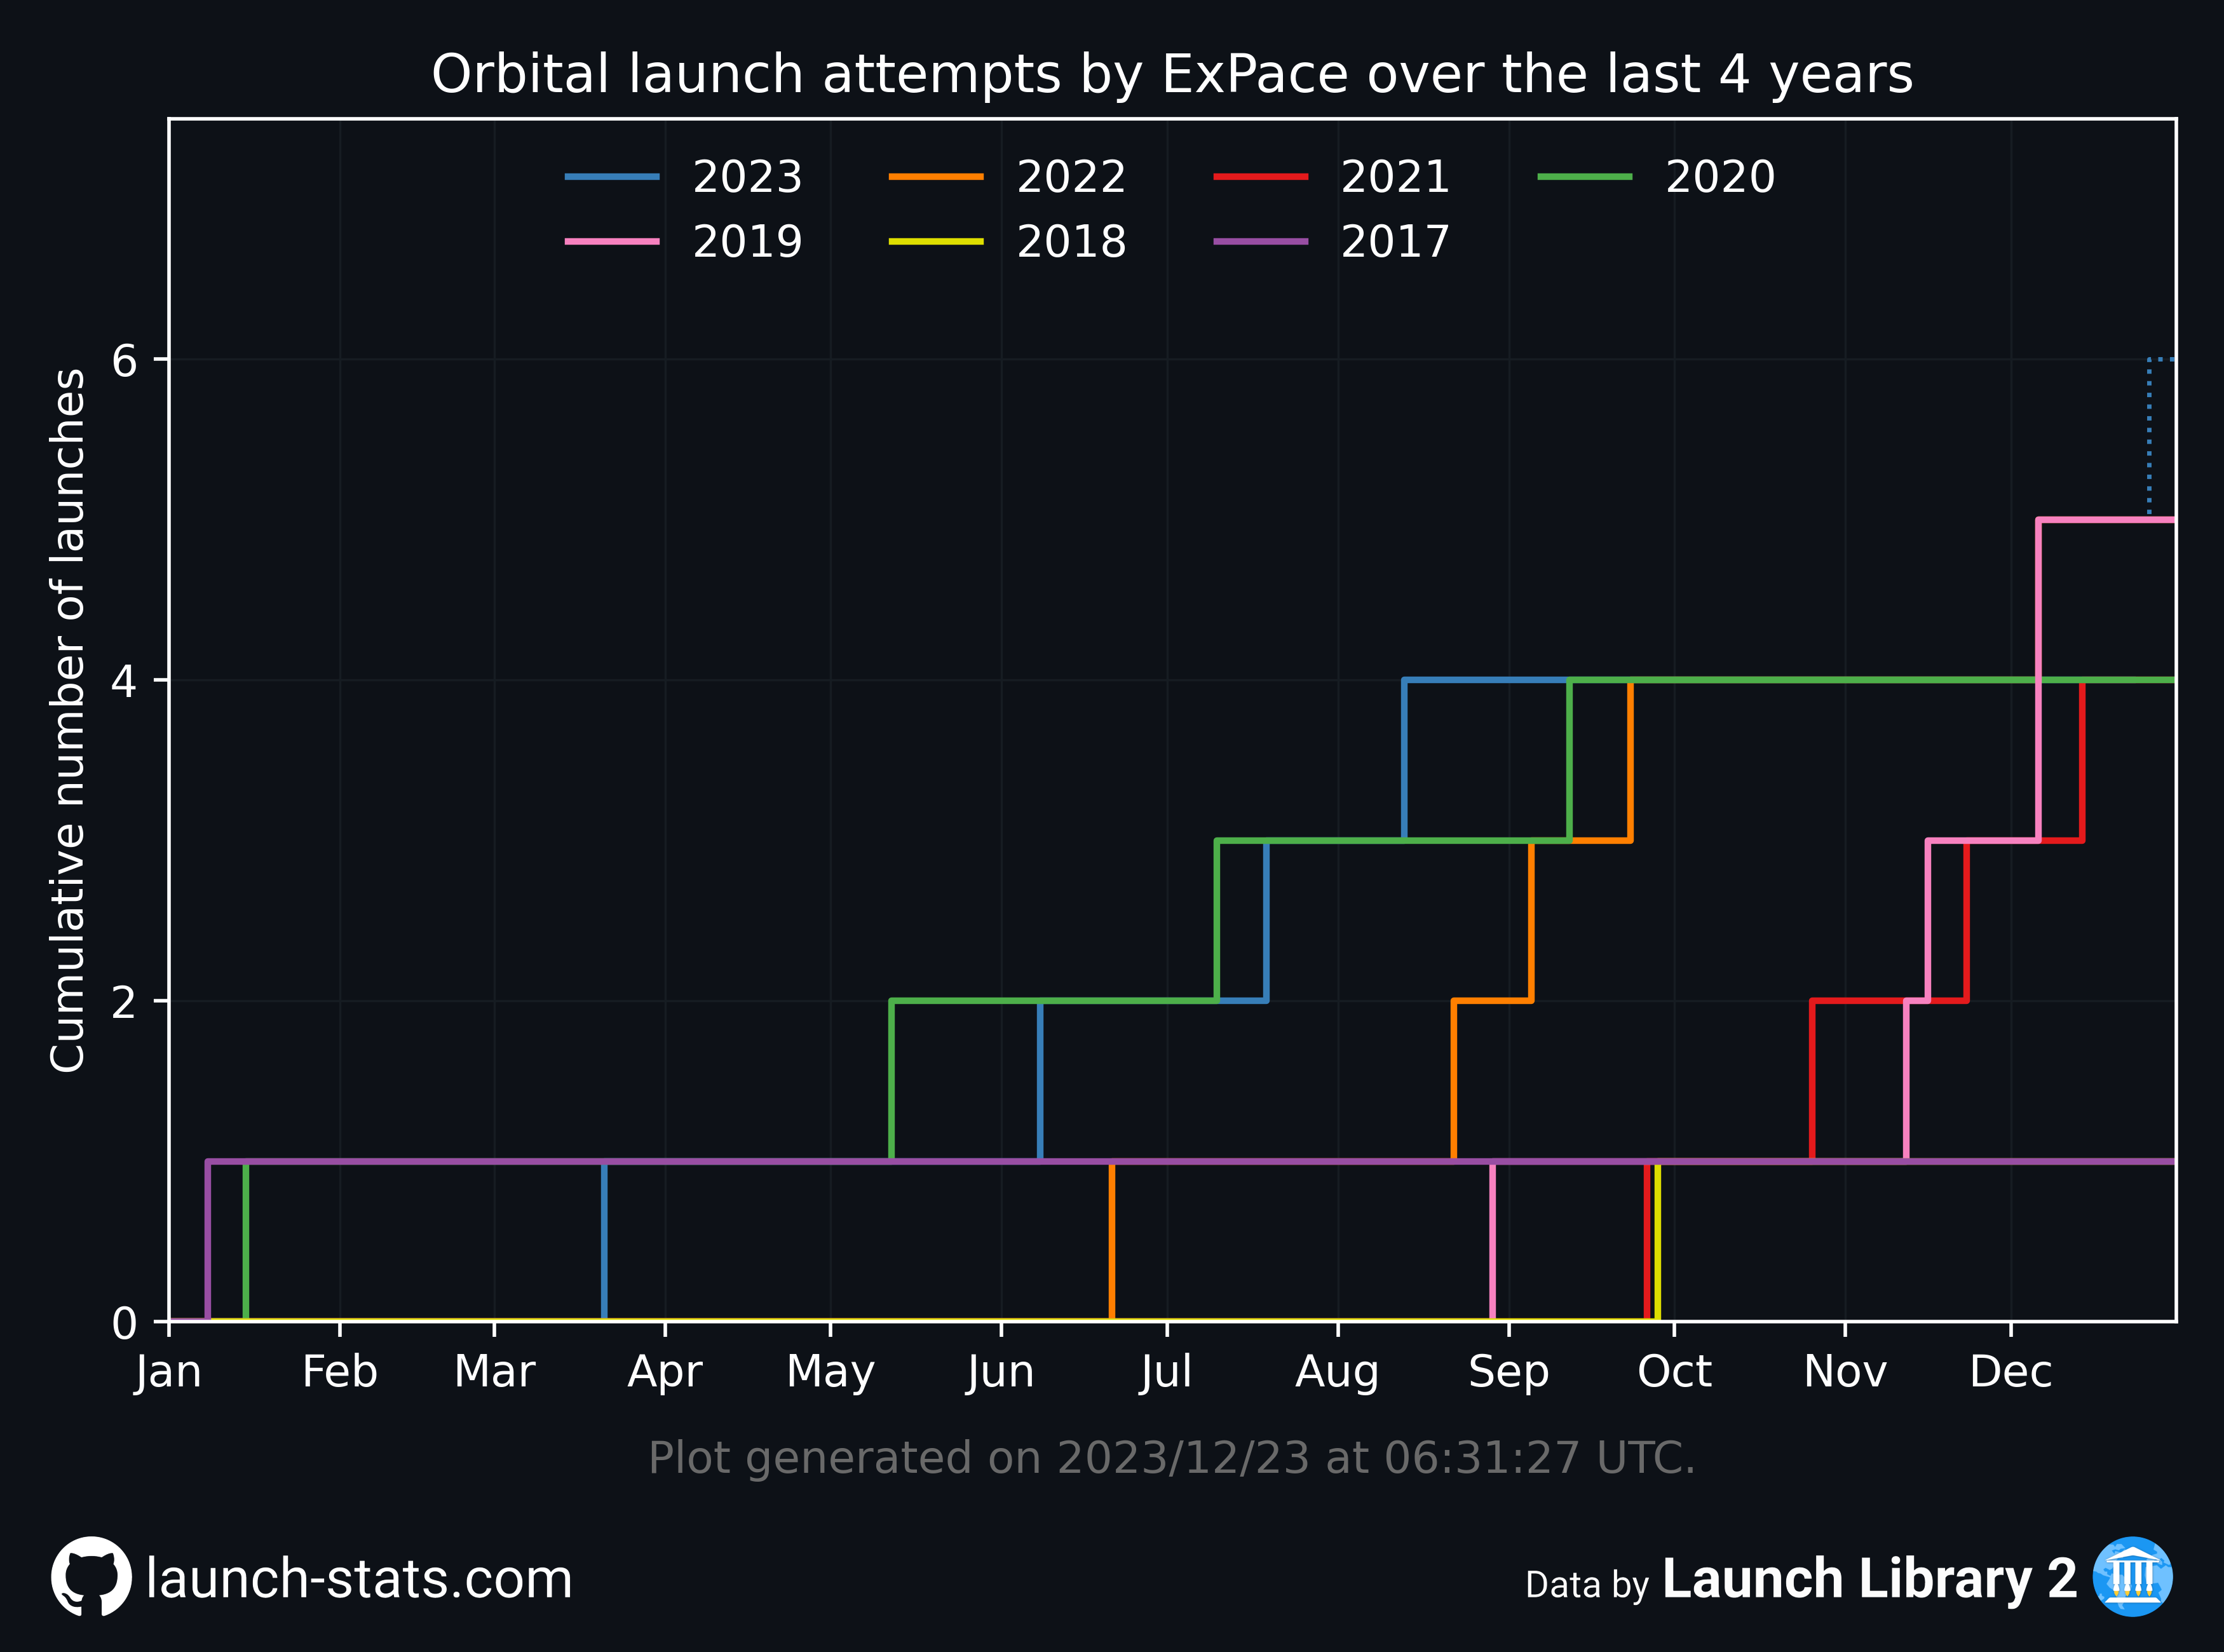 Orbital launch attempts by ExPace over the last 4 years
2023 2022 2021 2020
2019 2018 2017
Cumulative number of launches
6
4
2
0
Jan Feb Mar Apr May Jun Jul Aug Sep Oct Nov Dec
Plot generated on 2023/12/23 at 06:31:27 UTC.
launch-stats.com
Data by Launch Library 2